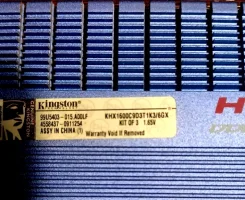 Kingston
9905403-015.A00LF KHX1600C9D3T1K3/6GX
4558437-0911254 KIT OF 3 1.65V
ASSY IN CHINA (1) Warranty Void If Removed
H